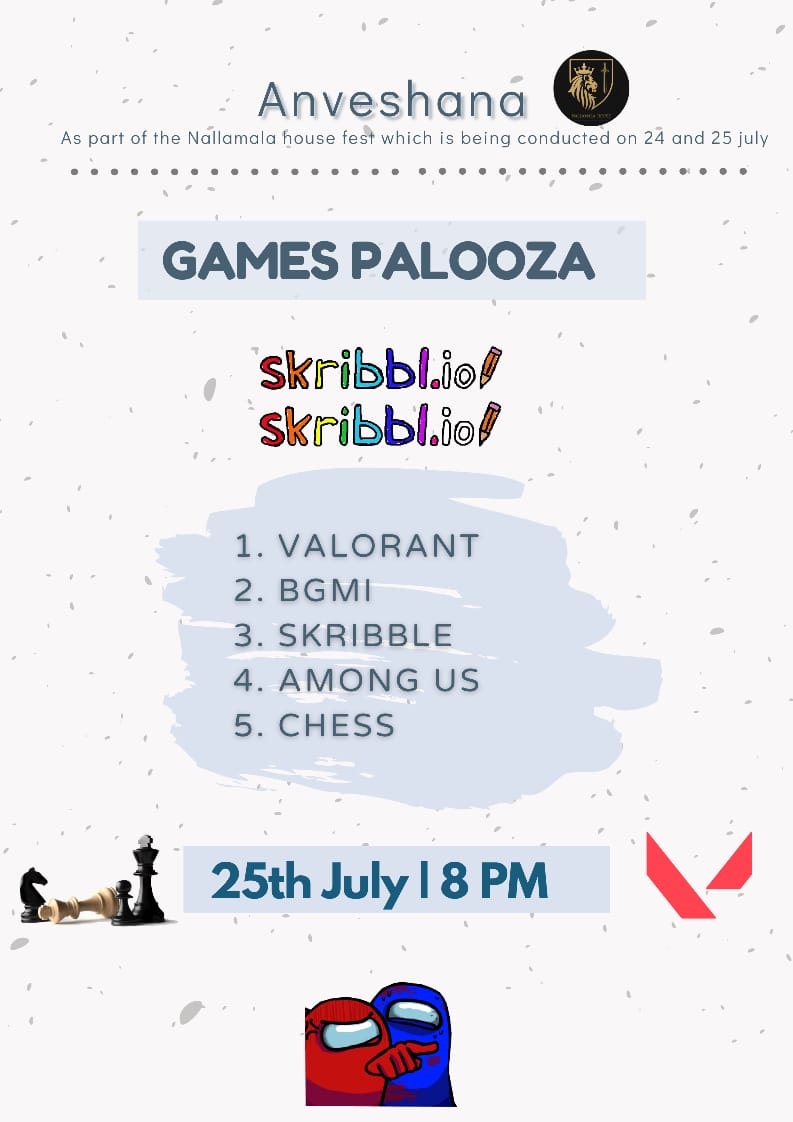 Anveshana
As part of the Nallamala house fest which is being conducted on 24 and 25 july
GAMES PALOOZA
skribbl.io
skribbl.io
1. VALORANT
2. BGMI
3. SKRIBBLE
4. AMONG US
5. CHESS
25th July | 8 PM